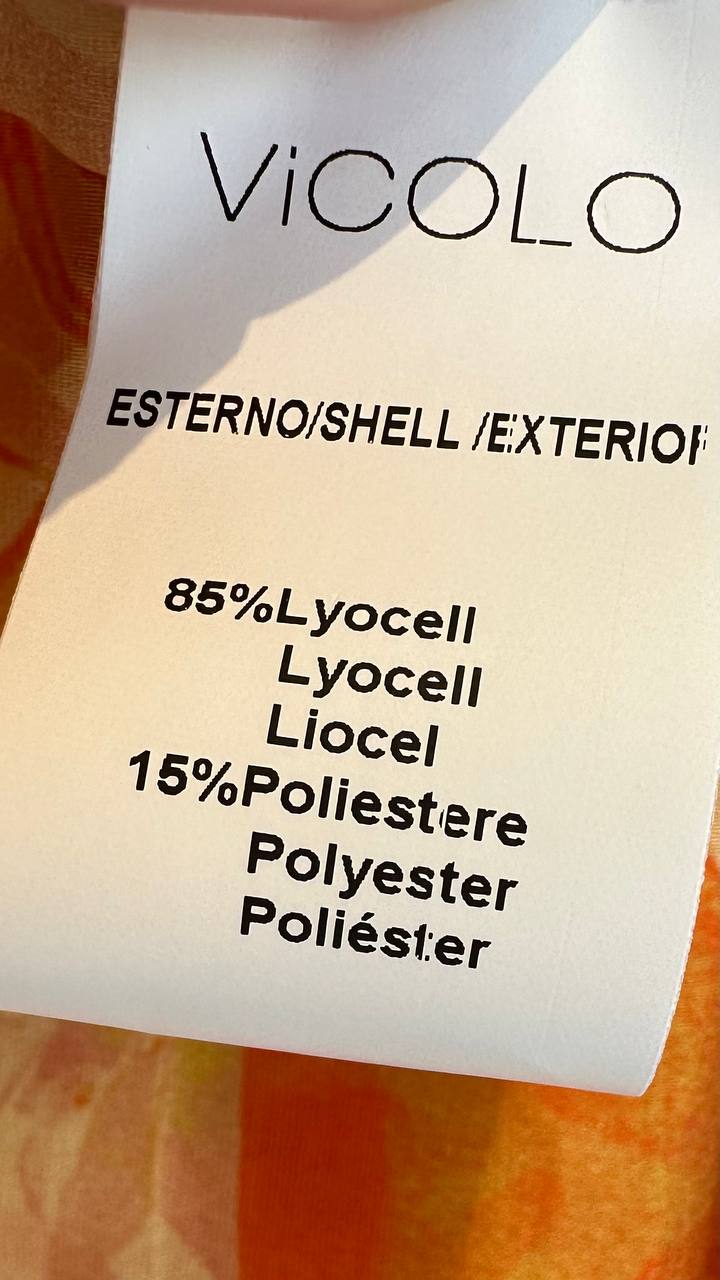 ViCOLO
ESTERNO/SHELL /EXTERIOR
85%Lyocell
Lyocell
Liocel
15%Poliestere
Polyester
Poliéster